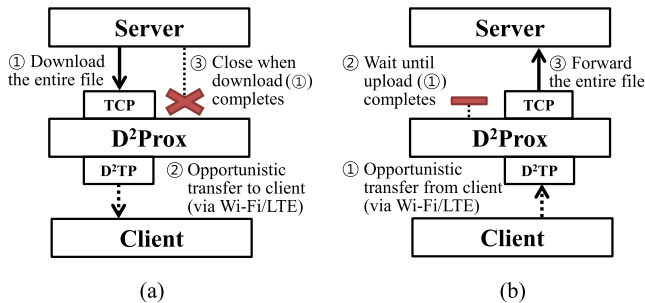 Server
① Download
the entire file
③ Close when
download (①)
completes
TCP
D²Prox
D²TP
② Opportunistic
transfer to client
(via Wi-Fi/LTE)
Client
(a)
Server
② Wait until
upload (①)
completes
③ Forward
the entire file
TCP
D²Prox
D²TP
① Opportunistic
transfer from client
(via Wi-Fi/LTE)
Client
(b)